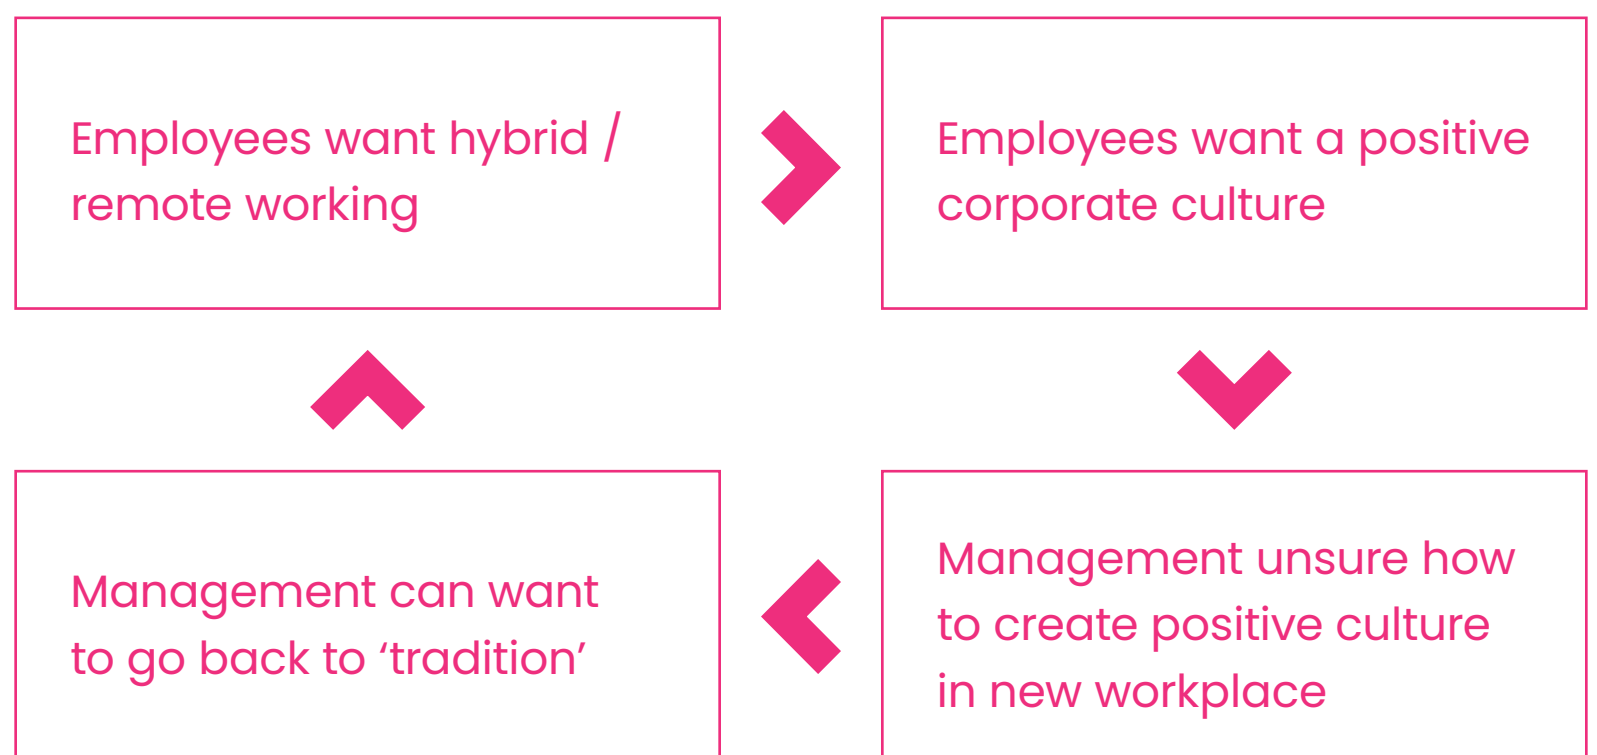 Employees want hybrid /
remote working
Employees want a positive
corporate culture
Management can want
to go back to ‘tradition’
Management unsure how
to create positive culture
in new workplace